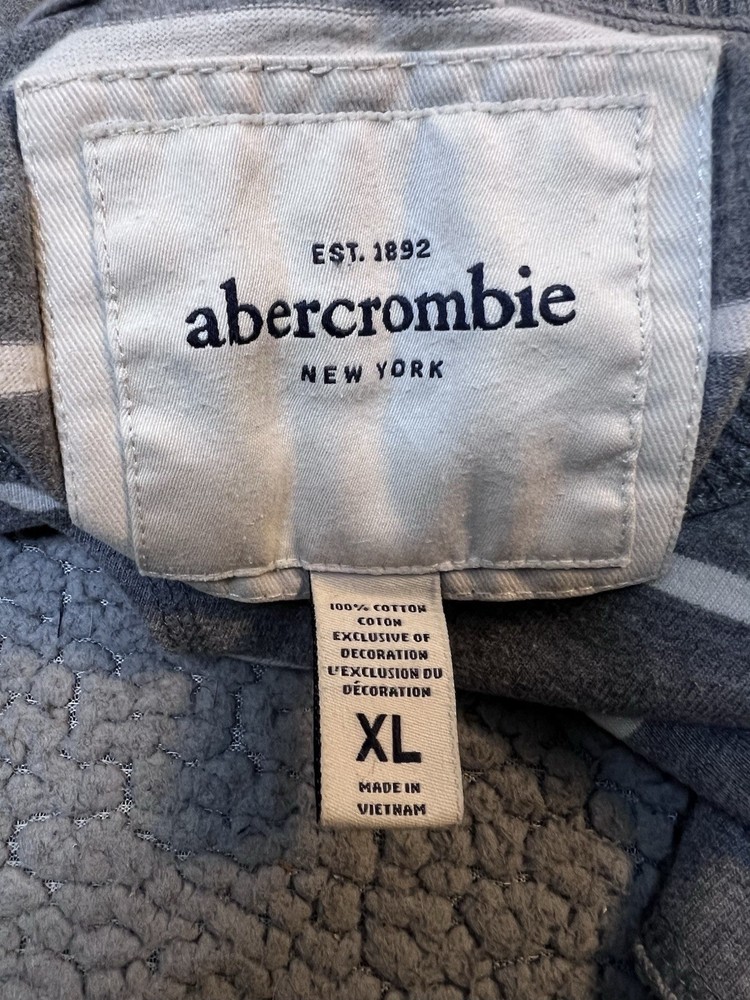 EST. 1892
abercrombie
NEW YORK
100% COTTON
COTON
EXCLUSIVE OF
DECORATION
L'EXCLUSION DU
DÉCORATION
XL
MADE IN
VIETNAM